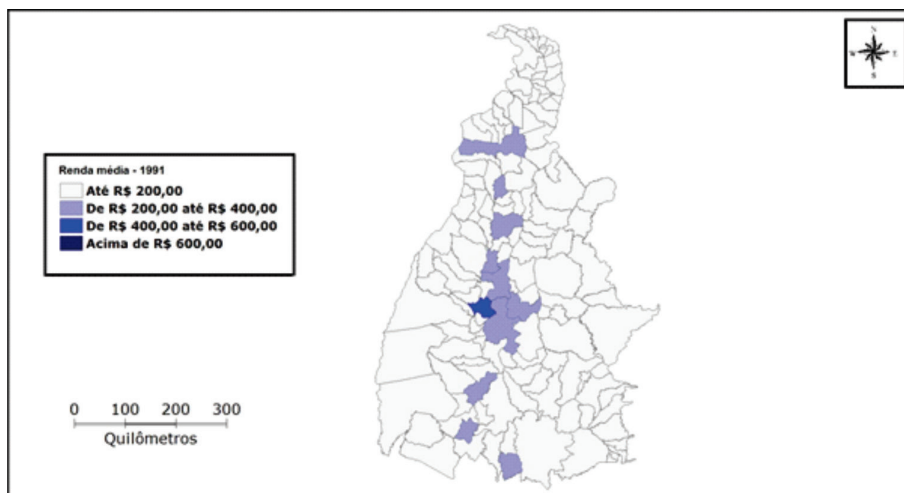 N
W E
S
Renda média - 1991
Até R$ 200,00
De R$ 200,00 até R$ 400,00
De R$ 400,00 até R$ 600,00
Acima de R$ 600,00
0 100 200 300
Quilômetros